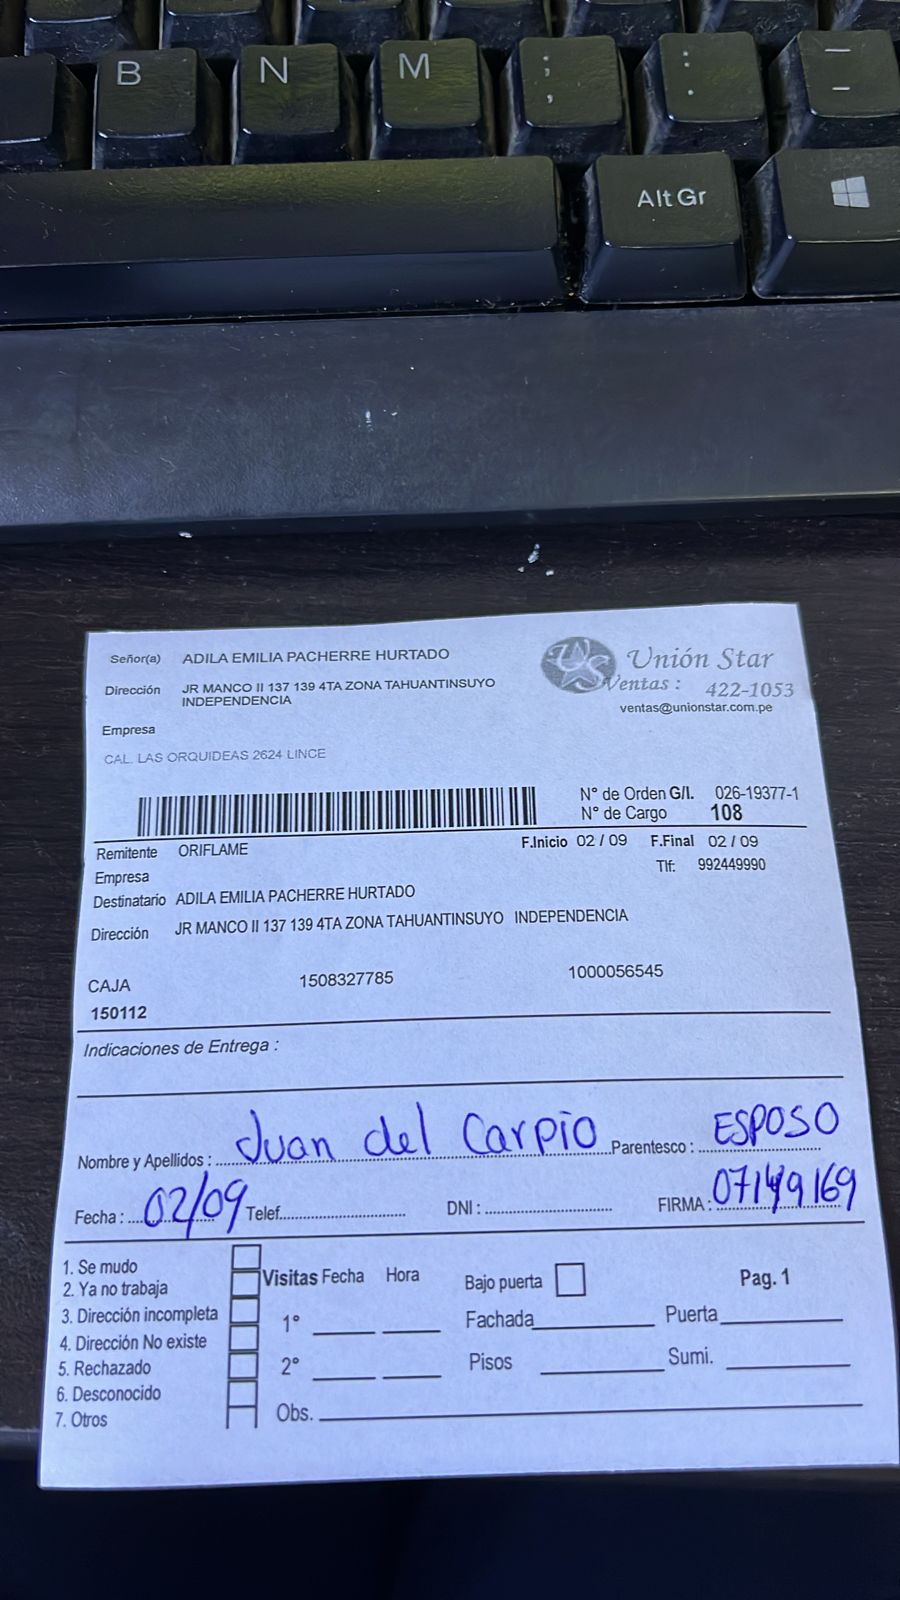 B N M ; : _
, . -
Alt Gr
Señor(a) ADILA EMILIA PACHERRE HURTADO
Dirección JR MANCO II 137 139 4TA ZONA TAHUANTINSUYO
INDEPENDENCIA
Empresa
CAL. LAS ORQUIDEAS 2624 LINCE
US Unión Star
Ventas : 422-1053
ventas@unionstar.com.pe
N° de Orden G/I. 026-19377-1
N° de Cargo 108
Remitente ORIFLAME F.Inicio 02 / 09 F.Final 02 / 09
Empresa Tlf: 992449990
Destinatario ADILA EMILIA PACHERRE HURTADO
Dirección JR MANCO II 137 139 4TA ZONA TAHUANTINSUYO INDEPENDENCIA
CAJA 1508327785 1000056545
150112
Indicaciones de Entrega :
Nombre y Apellidos : Juan del Carpio Parentesco : ESPOSO
Fecha : 02/09 Telef. DNI : FIRMA :
1. Se mudo
2. Ya no trabaja
3. Dirección incompleta
4. Dirección No existe
5. Rechazado
6. Desconocido
7. Otros
Visitas Fecha Hora Bajo puerta Pag. 1
1° Fachada Puerta
2° Pisos Sumi.
Obs.